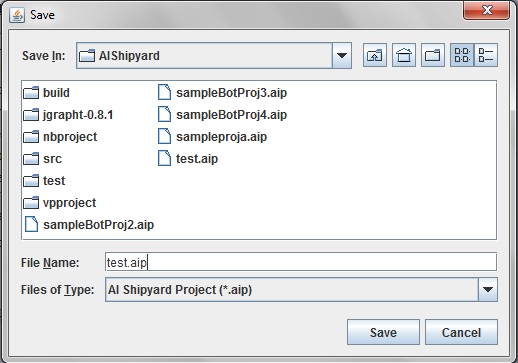 Save
Save In: AIShipyard
build
jgrapht-0.8.1
nbproject
src
test
vpproject
sampleBotProj2.aip
sampleBotProj3.aip
sampleBotProj4.aip
sampleproja.aip
test.aip
File Name: test.aip
Files of Type: AI Shipyard Project (*.aip)
Save Cancel